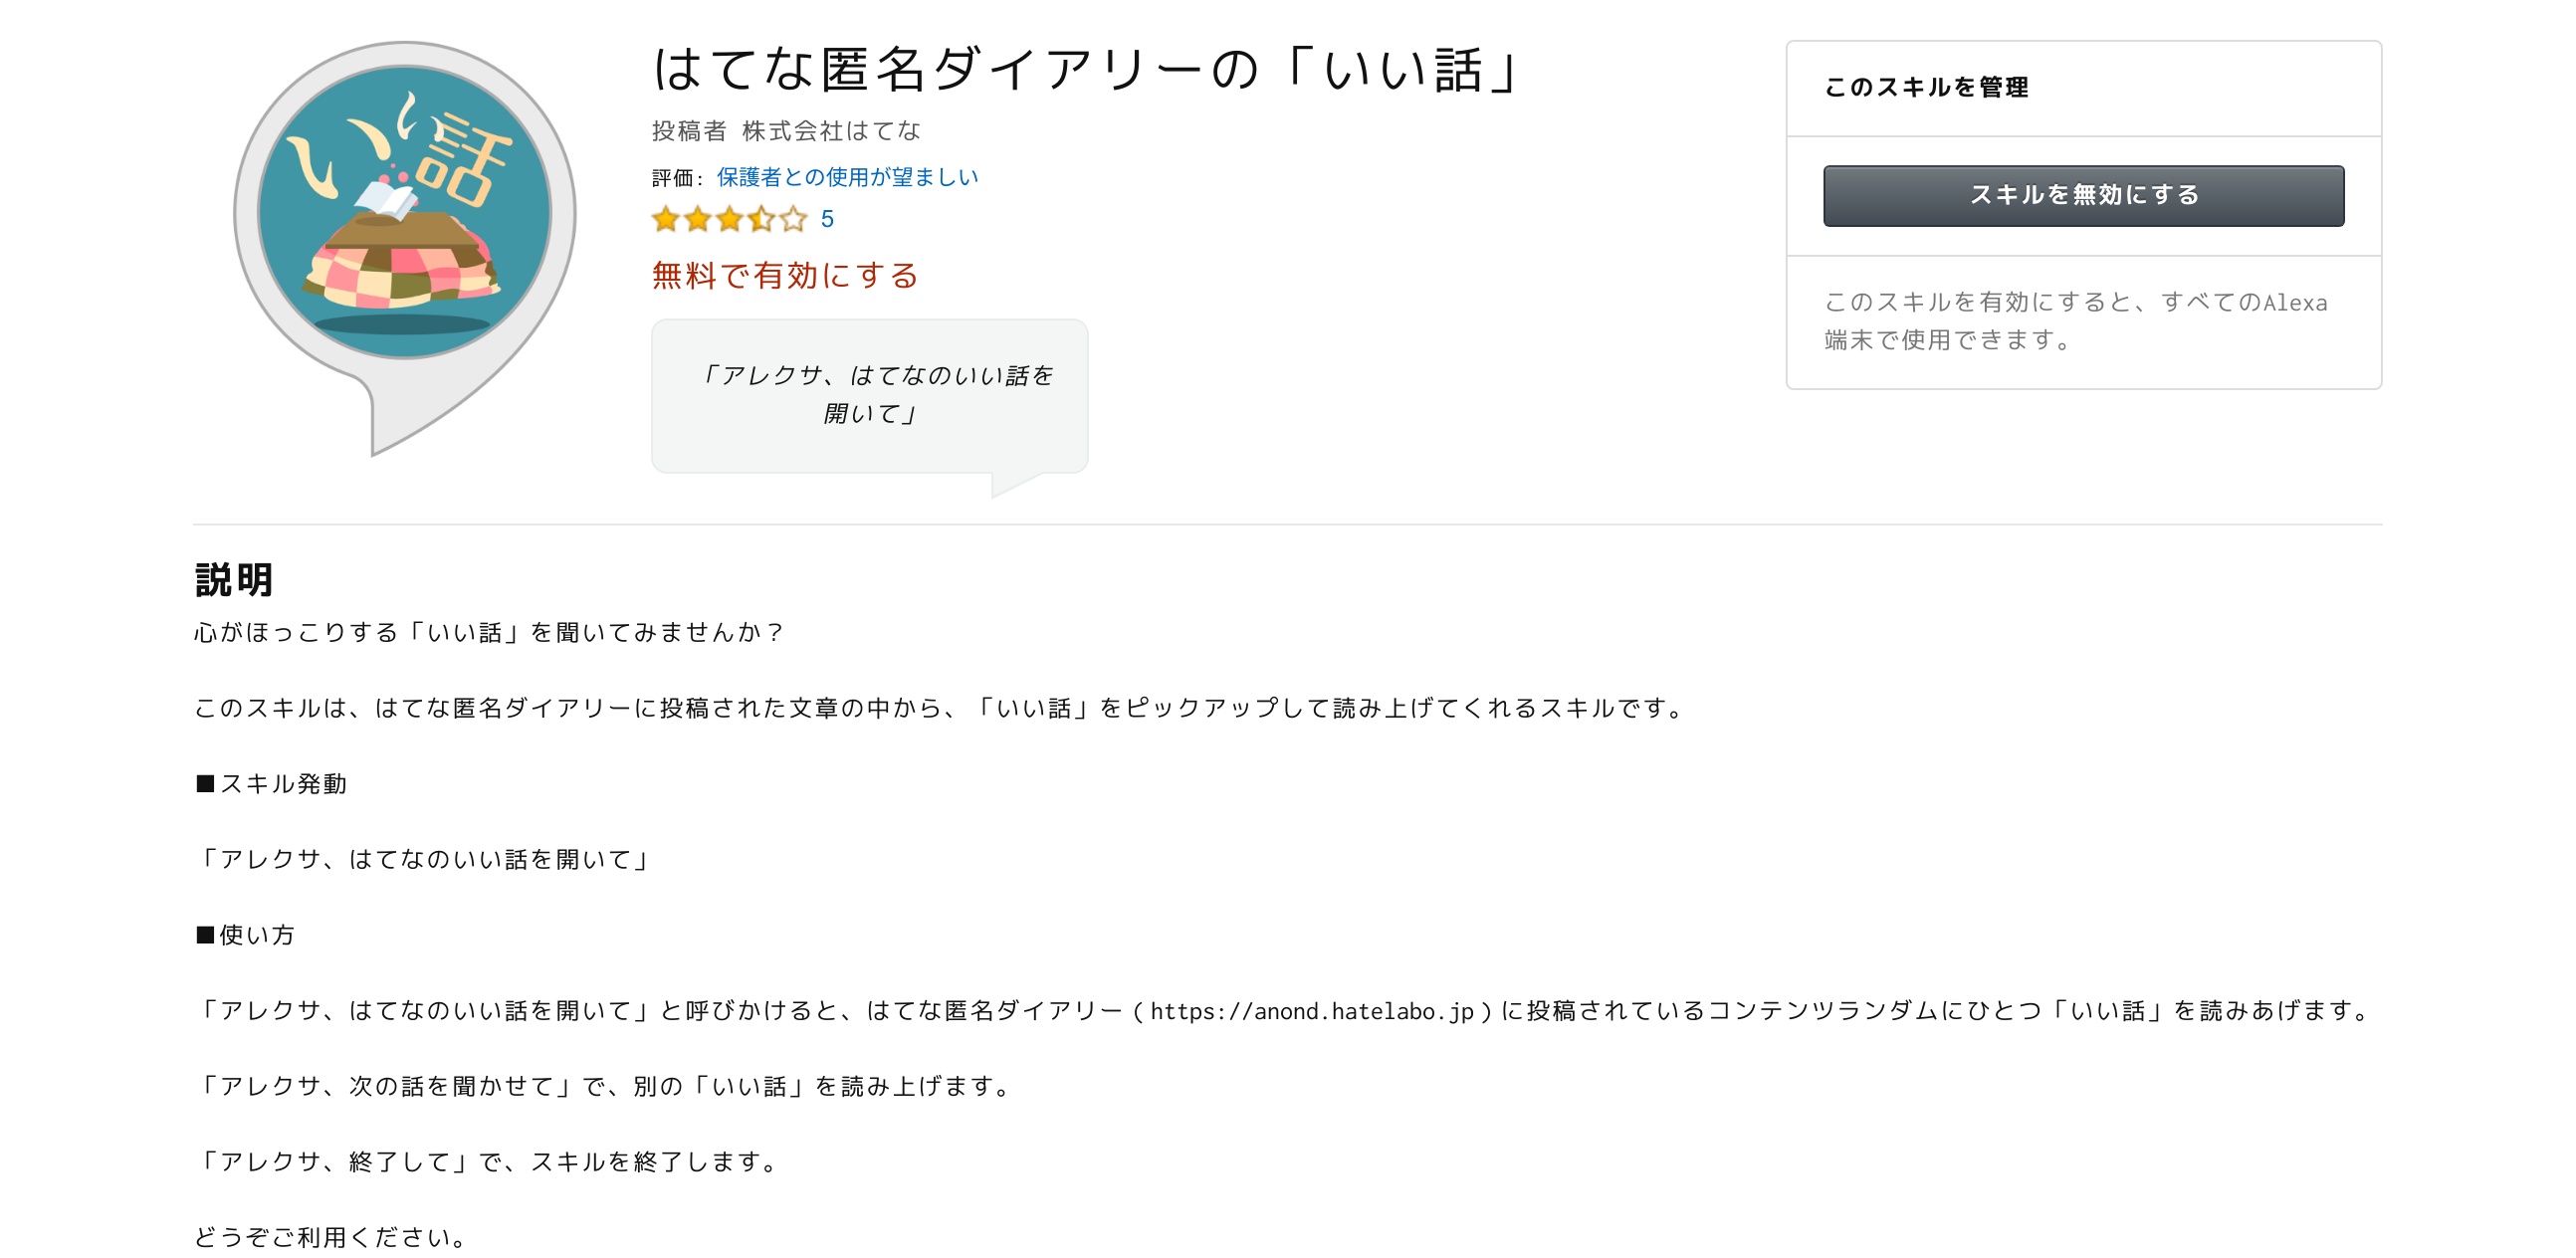 いい話
はてな匿名ダイアリーの「いい話」
投稿者 株式会社はてな
評価: 保護者との使用が望ましい
5
無料で有効にする
「アレクサ、はてなのいい話を
開いて」
このスキルを管理
スキルを無効にする
このスキルを有効にすると、すべてのAlexa
端末で使用できます。
説明
心がほっこりする「いい話」を聞いてみませんか？
このスキルは、はてな匿名ダイアリーに投稿された文章の中から、「いい話」をピックアップして読み上げてくれるスキルです。
■スキル発動
「アレクサ、はてなのいい話を開いて」
■使い方
「アレクサ、はてなのいい話を開いて」と呼びかけると、はてな匿名ダイアリー（https://anond.hatelabo.jp）に投稿されているコンテンツランダムにひとつ「いい話」を読みあげます。
「アレクサ、次の話を聞かせて」で、別の「いい話」を読み上げます。
「アレクサ、終了して」で、スキルを終了します。
どうぞご利用ください。